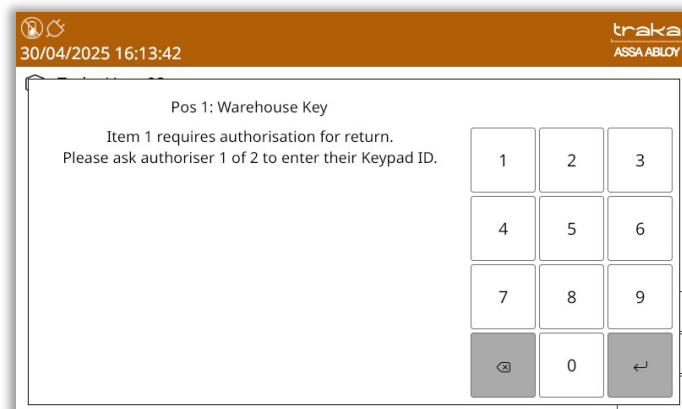 30/04/2025 16:13:42
traka
ASSA ABLOY
Pos 1: Warehouse Key
Item 1 requires authorisation for return.
Please ask authoriser 1 of 2 to enter their Keypad ID.
1 2 3
4 5 6
7 8 9
0